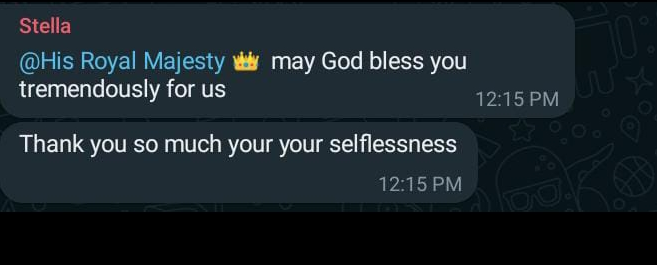 Stella
@His Royal Majesty 👑 may God bless you
tremendously for us
12:15 PM
Thank you so much your your selflessness
12:15 PM